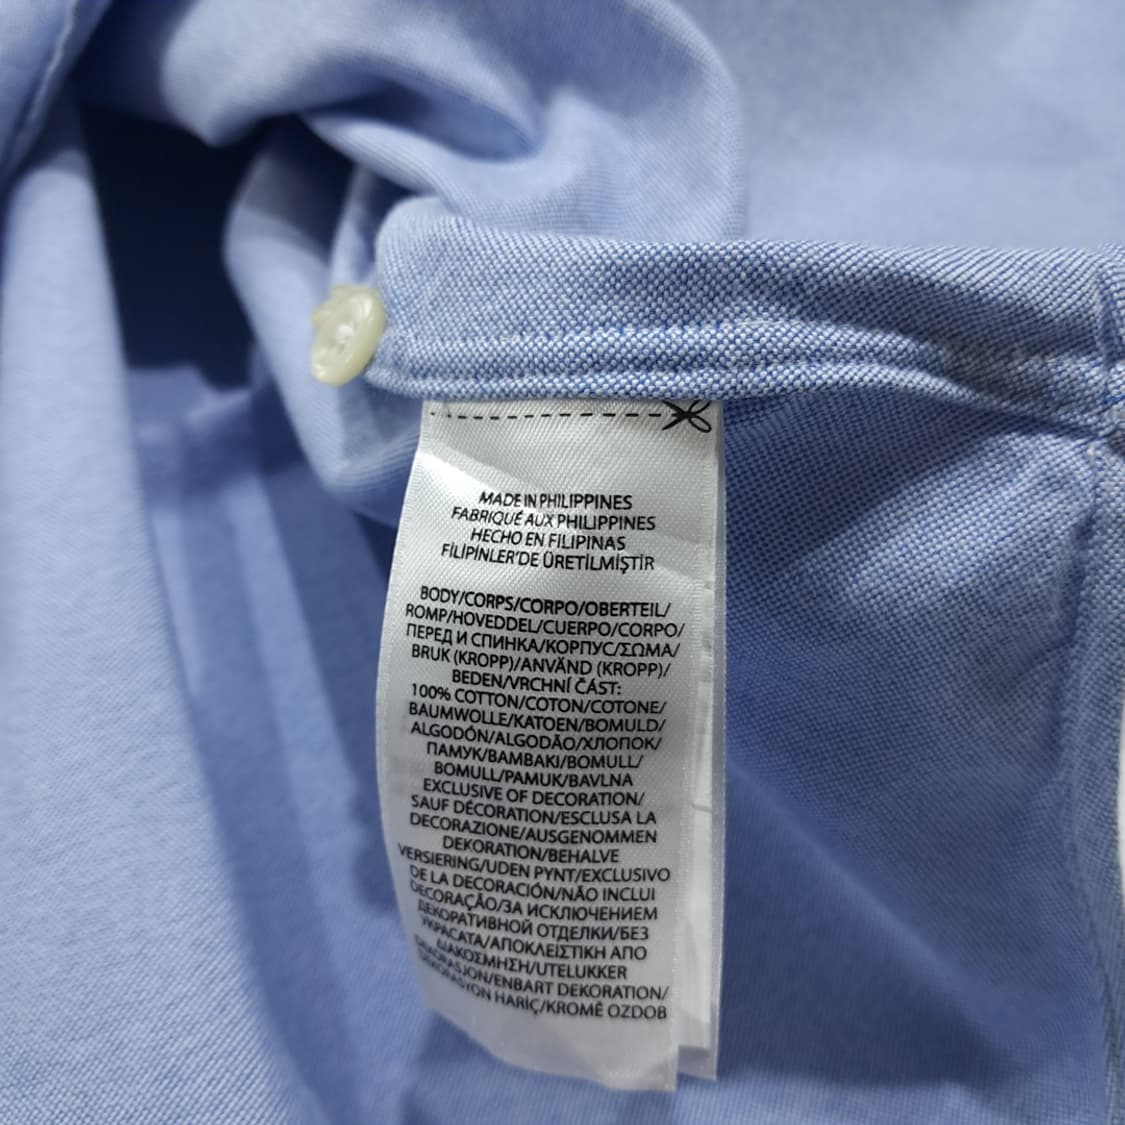 MADE IN PHILIPPINES
FABRIQUÉ AUX PHILIPPINES
HECHO EN FILIPINAS
FİLİPİNLER'DE ÜRETİLMİŞTİR
BODY/CORPS/CORPO/OBERTEIL/
ROMP/HOVEDDEL/CUERPO/CORPO/
ПЕРЕД И СПИНКА/КОРПУС/ΣΩΜΑ/
BRUK (KROPP)/ANVÄND (KROPP)/
BEDEN/VRCHNÍ ČÁST:
100% COTTON/COTON/COTONE/
BAUMWOLLE/KATOEN/BOMULD/
ALGODÓN/ALGODÃO/ХЛОПОК/
ПАМУК/ΒΑΜΒΑΚΙ/BOMULL/
BOMULL/PAMUK/BAVLNA
EXCLUSIVE OF DECORATION/
SAUF DÉCORATION/ESCLUSA LA
DECORAZIONE/AUSGENOMMEN
DEKORATION/BEHALVE
VERSIERING/UDEN PYNT/EXCLUSIVO
DE LA DECORACIÓN/NÃO INCLUI
DECORAÇÃO/ЗА ИСКЛЮЧЕНИЕМ
ДЕКОРАТИВНОЙ ОТДЕЛКИ/БЕЗ
УКРАСАТА/ΑΠΟΚΛΕΙΣΤΙΚΗ ΑΠΟ
ΔΙΑΚΟΣΜΗΣΗ/UTELUKKER
DEKORASJON/ENBART DEKORATION/
DEKORASYON HARİÇ/KROMĚ OZDOB